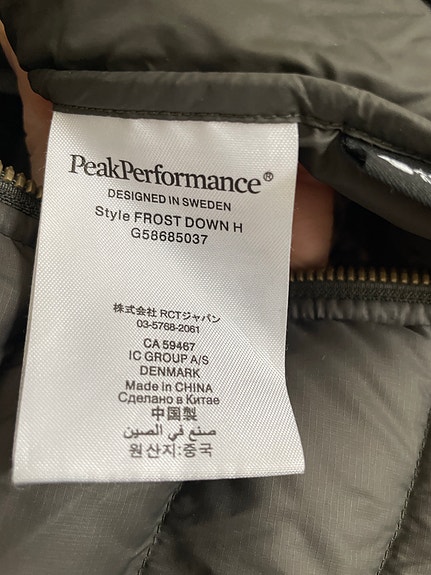 PeakPerformance®
DESIGNED IN SWEDEN
Style FROST DOWN H
G58685037
株式会社 RCTジャパン
03-5768-2061
CA 59467
IC GROUP A/S
DENMARK
Made in CHINA
Сделано в Китае
中国製
صنع في الصين
원산지:중국